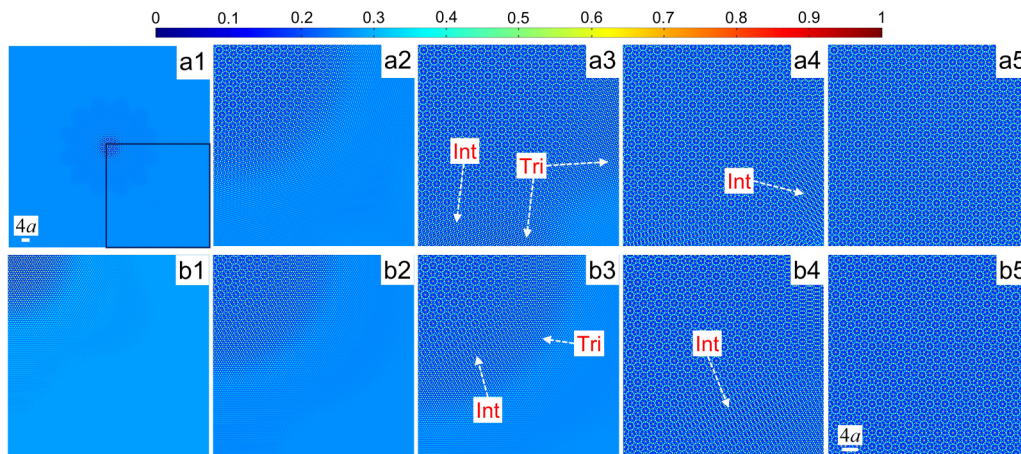 0 0.1 0.2 0.3 0.4 0.5 0.6 0.7 0.8 0.9 1
a1 a2 a3 a4 a5
Int Tri Int
4a
b1 b2 b3 b4 b5
Tri Int
Int
4a